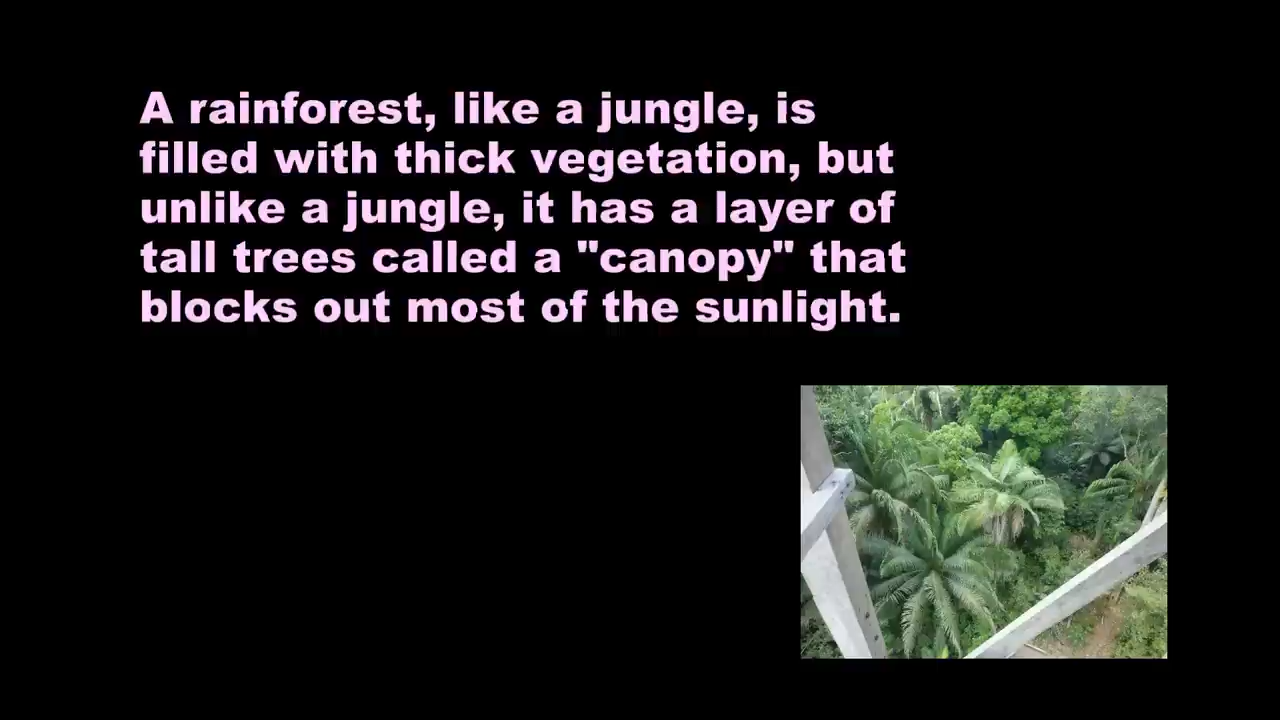 A rainforest, like a jungle, is
filled with thick vegetation, but
unlike a jungle, it has a layer of
tall trees called a "canopy" that
blocks out most of the sunlight.